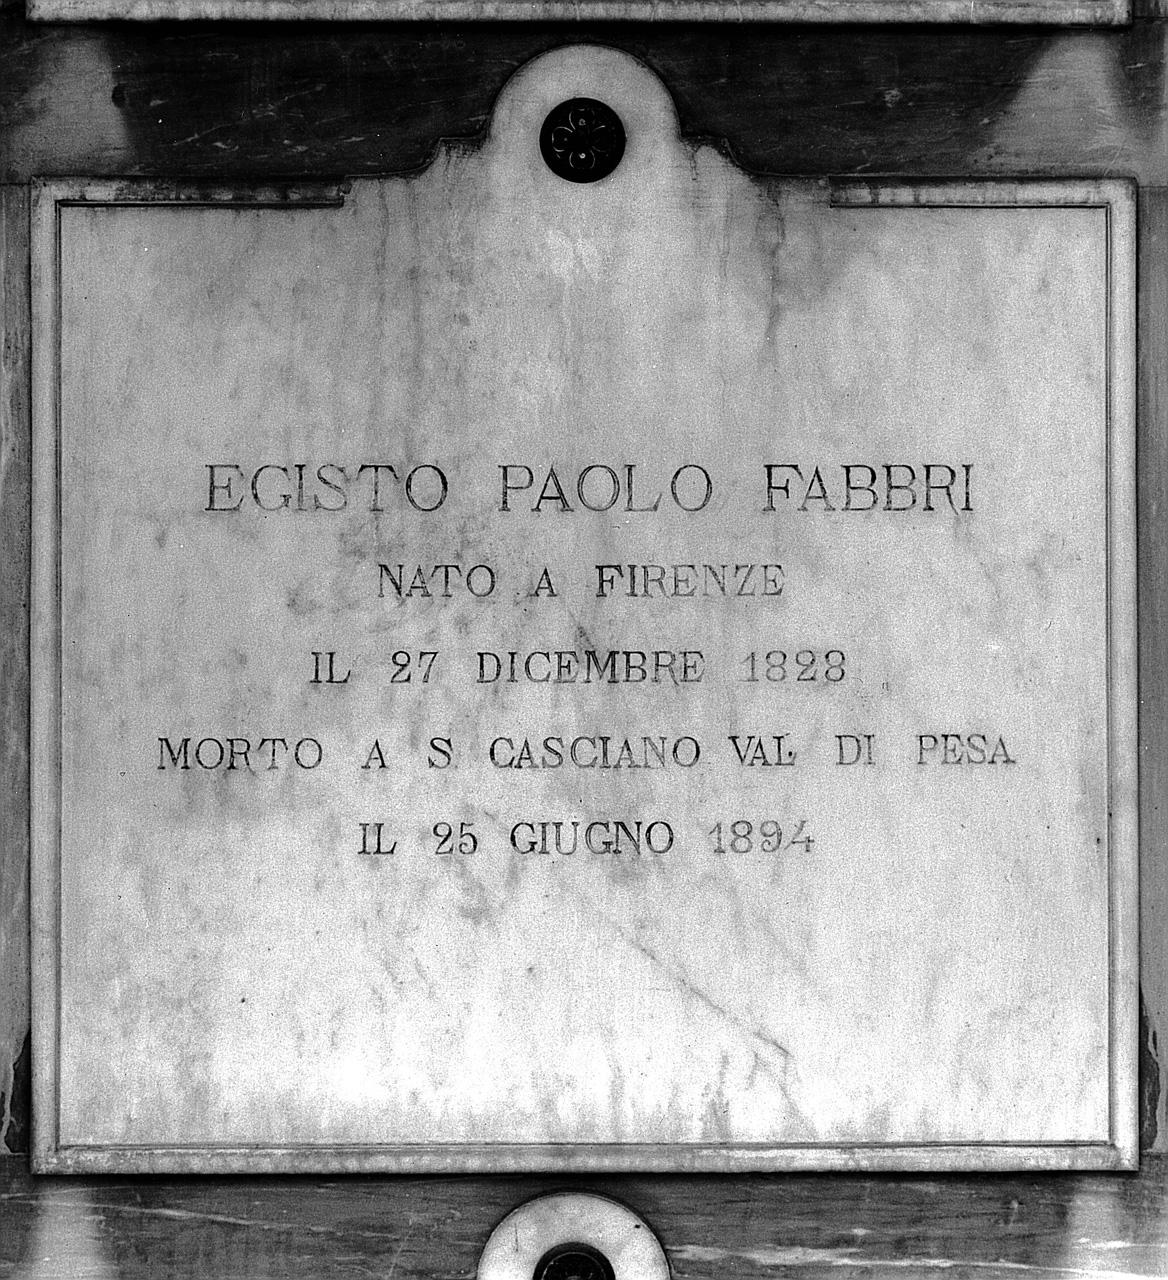 EGISTO PAOLO FABBRI
NATO A FIRENZE
IL 27 DICEMBRE 1828
MORTO A S CASCIANO VAL DI PESA
IL 25 GIUGNO 1894